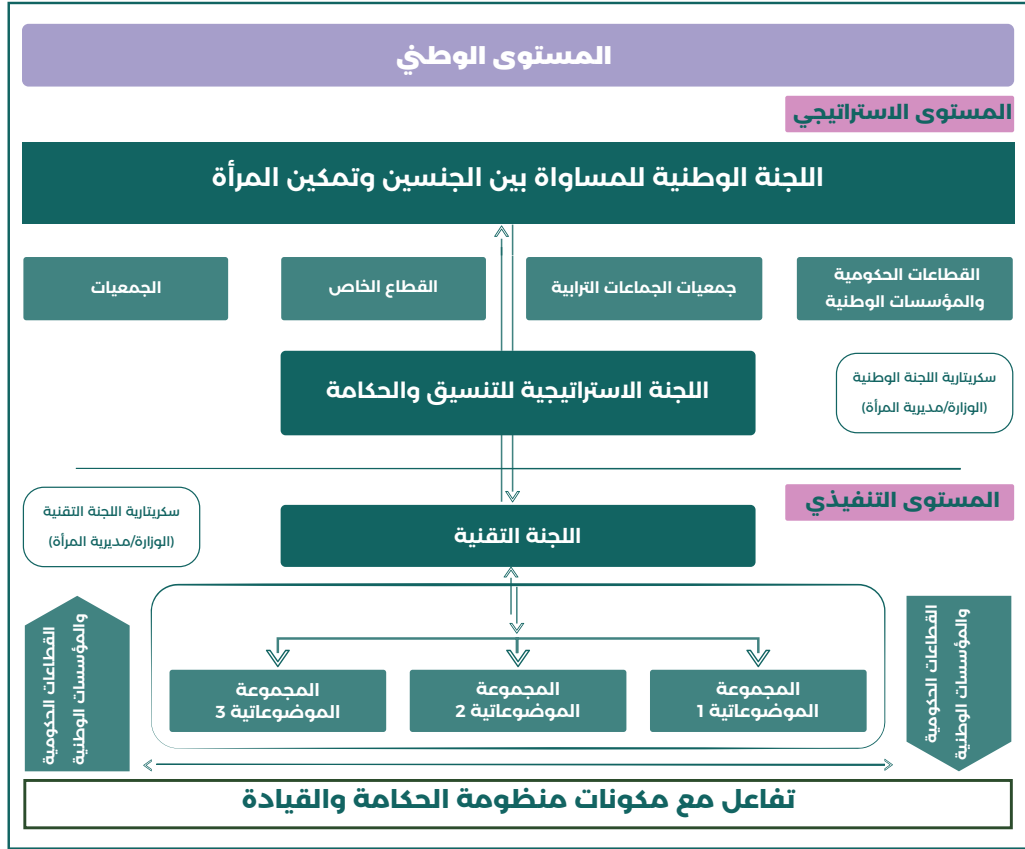 المستوى الوطني
المستوى الاستراتيجي
اللجنة الوطنية للمساواة بين الجنسين وتمكين المرأة
القطاعات الحكومية
والمؤسسات الوطنية
جمعيات الجماعات الترابية
القطاع الخاص
الجمعيات
سكريتارية اللجنة الوطنية
(الوزارة/مديرية المرأة)
اللجنة الاستراتيجية للتنسيق والحكامة
المستوى التنفيذي
سكريتارية اللجنة التقنية
(الوزارة/مديرية المرأة)
اللجنة التقنية
القطاعات الحكومية
والمؤسسات الوطنية
المجموعة
الموضوعاتية 1
المجموعة
الموضوعاتية 2
المجموعة
الموضوعاتية 3
القطاعات الحكومية
والمؤسسات الوطنية
تفاعل مع مكونات منظومة الحكامة والقيادة